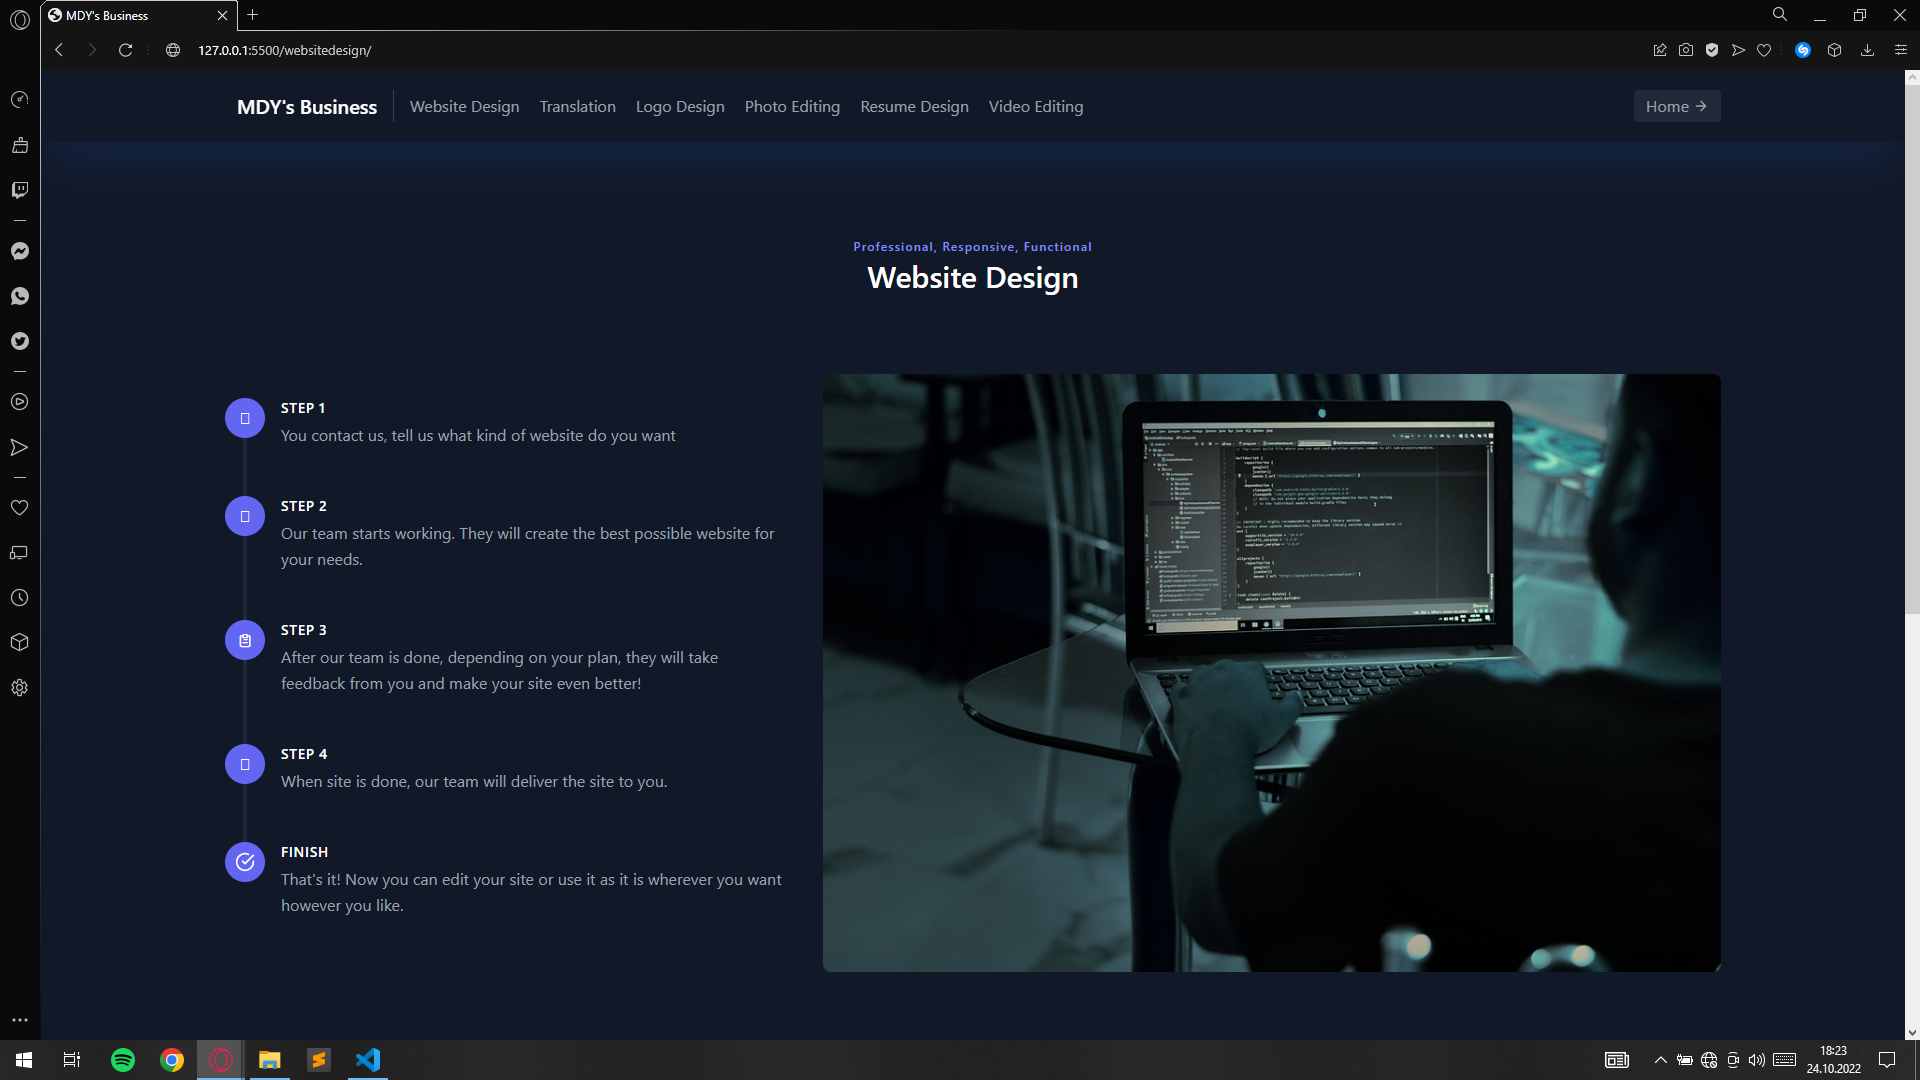 MDY's Business
127.0.0.1:5500/websitedesign/
MDY's Business
Website Design
Translation
Logo Design
Photo Editing
Resume Design
Video Editing
Home →
Professional, Responsive, Functional
Website Design
STEP 1
You contact us, tell us what kind of website do you want
STEP 2
Our team starts working. They will create the best possible website for
your needs.
STEP 3
After our team is done, depending on your plan, they will take
feedback from you and make your site even better!
STEP 4
When site is done, our team will deliver the site to you.
FINISH
That's it! Now you can edit your site or use it as it is wherever you want
however you like.
18:23
24.10.2022